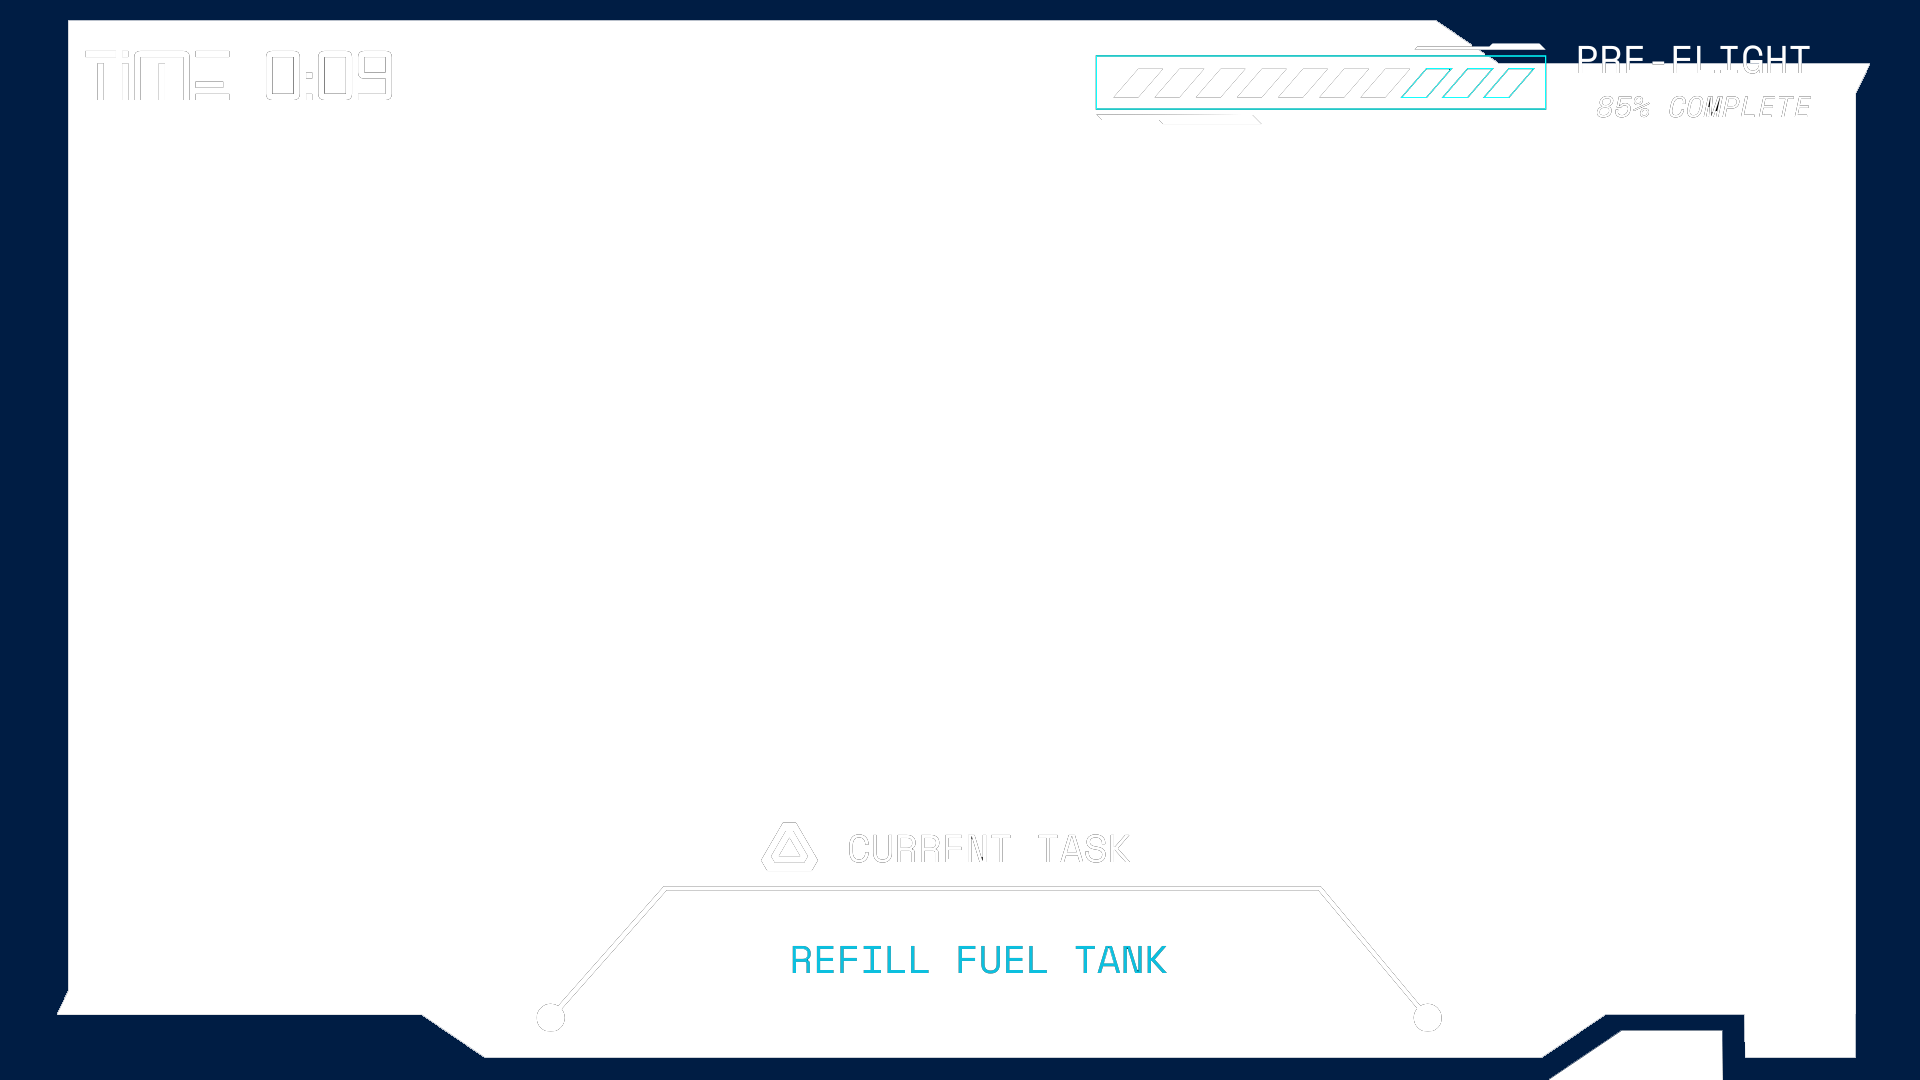 TIME 0:09
PRE-FLIGHT
85% COMPLETE
CURRENT TASK
REFILL FUEL TANK